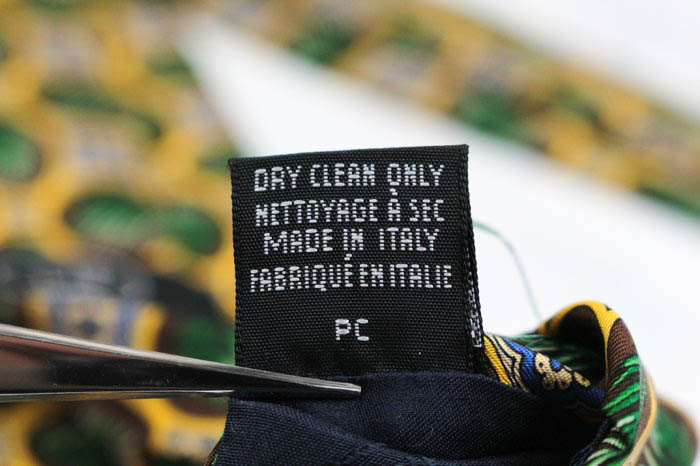 DRY CLEAN ONLY
NETTOYAGE À SEC
MADE IN ITALY
FABRIQUÉ EN ITALIE
PC